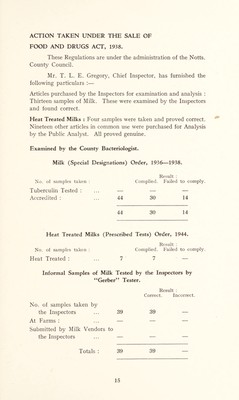 ACTION TAKEN UNDER THE SALE OF
FOOD AND DRUGS ACT, 1938.
These Regulations are under the administration of the Notts.
County Council.
Mr. T. L. Gregory, Chief Inspector, has furnished the
following particulars :—
Articles purchased by the Inspectors for examination and analysis :
Thirteen samples of Milk. These were examined by the Inspectors
and found correct.
Heat Treated Milks : Four samples were taken and proved correct.
Nineteen other articles in common use were purchased for Analysis
by the Public Analyst. All proved genuine.
Examined by the County Bacteriologist.
Milk (Special Designations) Order, 1936—1938.
Result :
No. of samples taken : Complied. Failed to comply.
Tuberculin Tested : ... — — —
Accredited : ... 44 30 14
44 30 14
Heat Treated Milks (Prescribed Tests) Order, 1944.
Result :
No. of samples taken : Complied. Failed to comply.
Heat Treated : ... 7 7 —
Informal Samples of Milk Tested by the Inspectors by
"Gerber" Tester.
Result :
Correct. Incorrect.
No. of samples taken by
the Inspectors ... 39 39 —
At Farms : ... — — —
Submitted by Milk Vendors to
the Inspectors ... — — —
Totals : 39 39 —
15